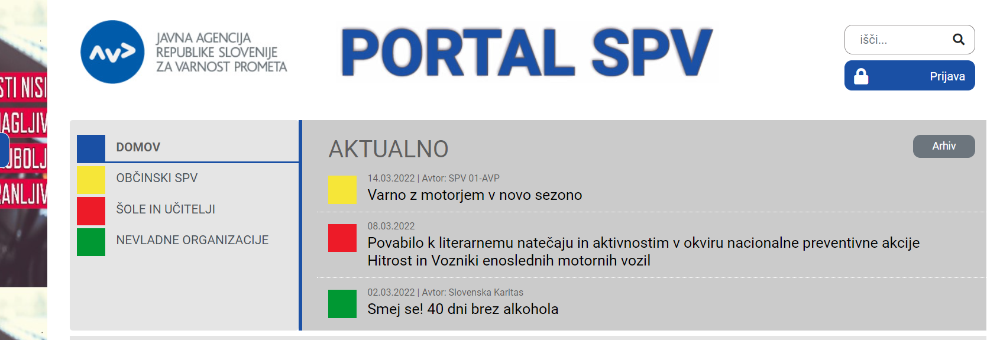 JAVNA AGENCIJA
REPUBLIKE SLOVENIJE
ZA VARNOST PROMETA
PORTAL SPV
išči...
Prijava
STI NISI
AGLJIV
JBOLJ
RANLJIV
DOMOV
OBČINSKI SPV
ŠOLE IN UČITELJI
NEVLADNE ORGANIZACIJE
AKTUALNO
Arhiv
14.03.2022 | Avtor: SPV 01-AVP
Varno z motorjem v novo sezono
08.03.2022
Povabilo k literarnemu natečaju in aktivnostim v okviru nacionalne preventivne akcije
Hitrost in Vozniki enoslednih motornih vozil
02.03.2022 | Avtor: Slovenska Karitas
Smej se! 40 dni brez alkohola